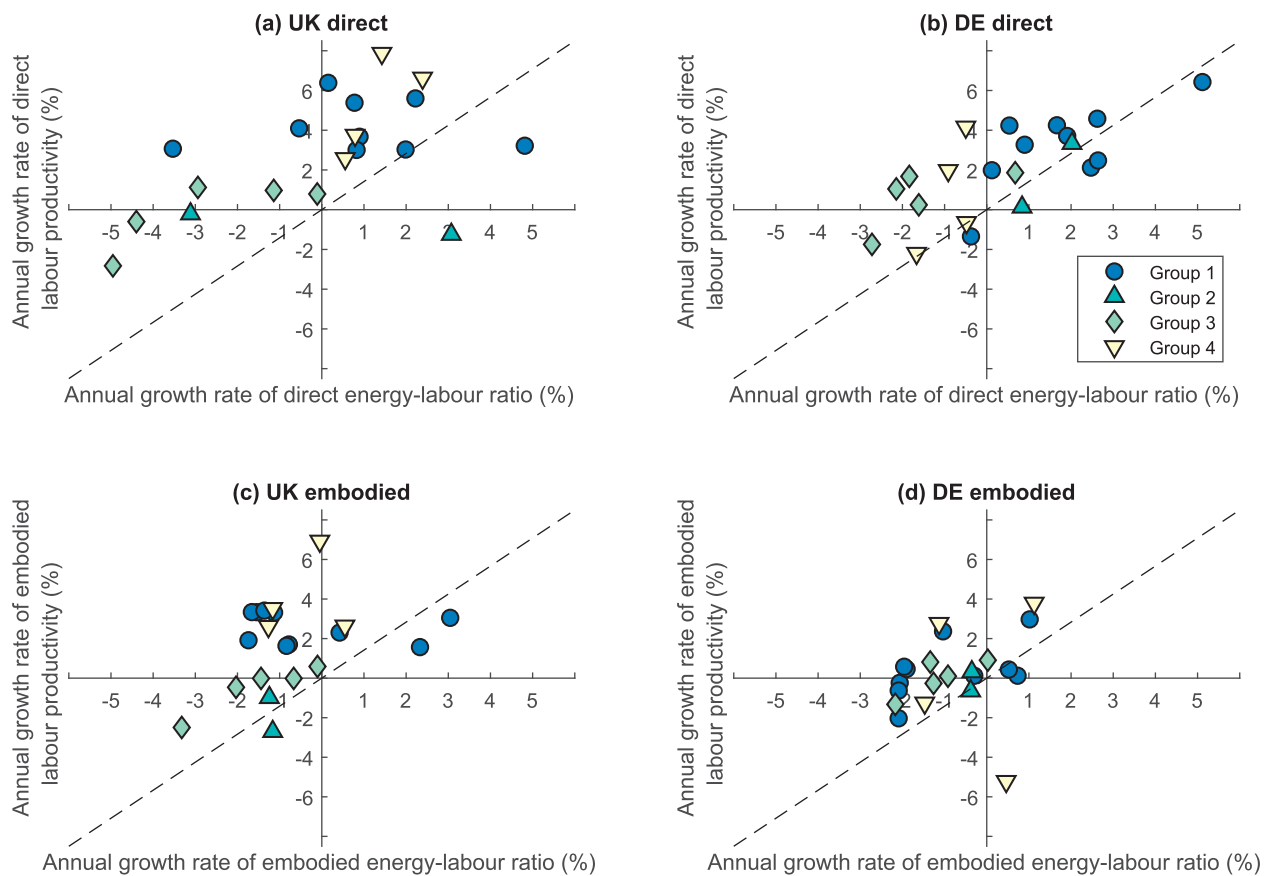 (a) UK direct
Annual growth rate of direct
labour productivity (%)
6
4
2
-5 -4 -3 -2 -1 1 2 3 4 5
-2
-4
-6
Annual growth rate of direct energy-labour ratio (%)
(b) DE direct
Annual growth rate of direct
labour productivity (%)
6
4
2
-5 -4 -3 -2 -1 1 2 3 4 5
-2
-4
-6
Group 1
Group 2
Group 3
Group 4
Annual growth rate of direct energy-labour ratio (%)
(c) UK embodied
Annual growth rate of embodied
labour productivity (%)
6
4
2
-5 -4 -3 -2 -1 1 2 3 4 5
-2
-4
-6
Annual growth rate of embodied energy-labour ratio (%)
(d) DE embodied
Annual growth rate of embodied
labour productivity (%)
6
4
2
-5 -4 -3 -2 -1 1 2 3 4 5
-2
-4
-6
Annual growth rate of embodied energy-labour ratio (%)